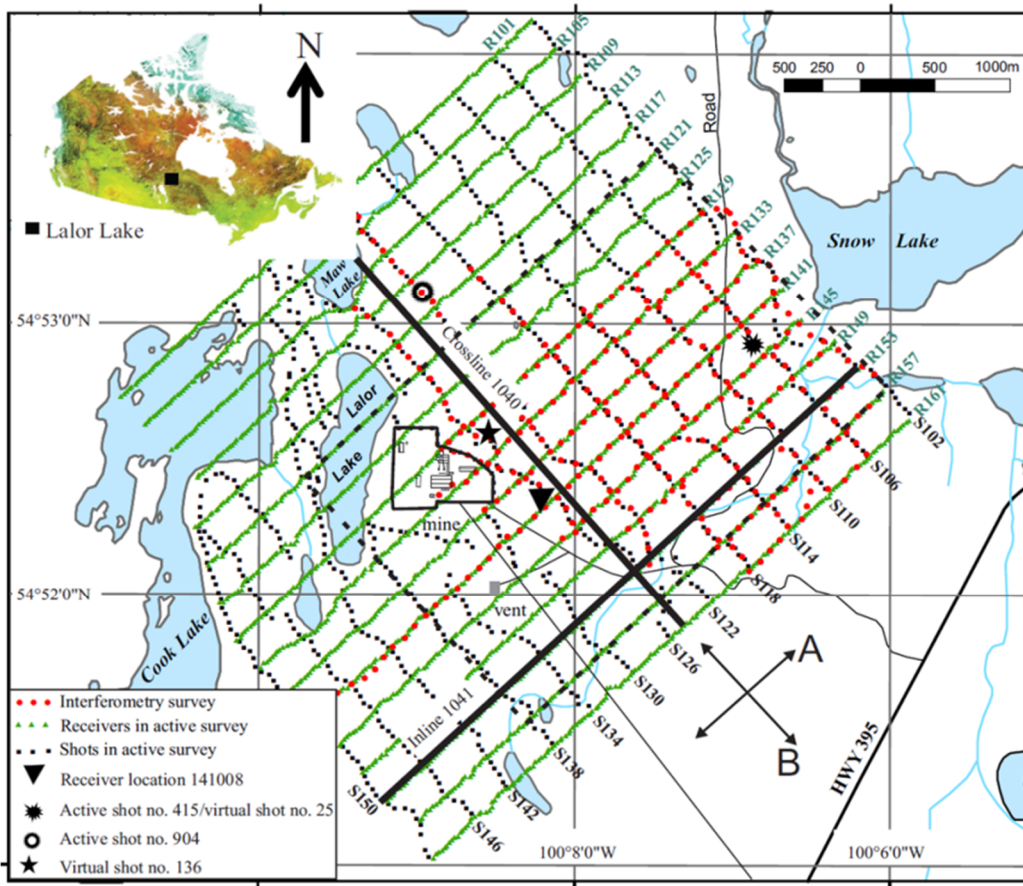 N
Lalor Lake
R101
R105
R109
R113
R117
R121
R125
R129
R133
R137
R141
R145
R149
R153
R157
R161
Road
500 250 0 500 1000m
Snow Lake
Maw
Lake
54°53'0"N
Crossline 1040
Lalor
Lake
mine
54°52'0"N
vent
Cook Lake
Inline 1041
S102
S106
S110
S114
S118
S122
S126
S130
S134
S138
S142
S146
S150
A
B
HWY 395
Interferometry survey
Receivers in active survey
Shots in active survey
Receiver location 141008
Active shot no. 415/virtual shot no. 25
Active shot no. 904
Virtual shot no. 136
100°8'0"W
100°6'0"W